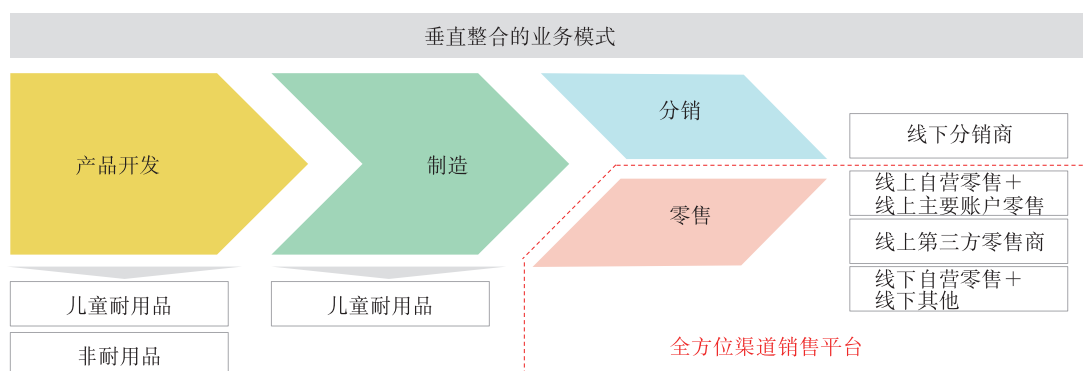 垂直整合的业务模式
产品开发
制造
分销
零售
线下分销商
线上自营零售＋
线上主要账户零售
线上第三方零售商
线下自营零售＋
线下其他
儿童耐用品
非耐用品
儿童耐用品
全方位渠道销售平台